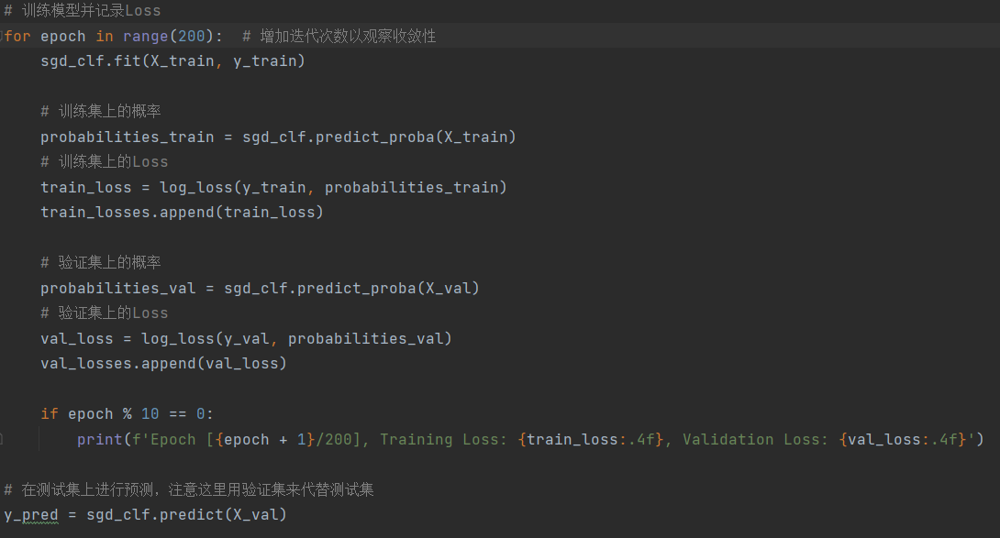 # 训练模型并记录Loss
for epoch in range(200):  # 增加迭代次数以观察收敛性
    sgd_clf.fit(X_train, y_train)
    # 训练集上的概率
    probabilities_train = sgd_clf.predict_proba(X_train)
    # 训练集上的Loss
    train_loss = log_loss(y_train, probabilities_train)
    train_losses.append(train_loss)
    # 验证集上的概率
    probabilities_val = sgd_clf.predict_proba(X_val)
    # 验证集上的Loss
    val_loss = log_loss(y_val, probabilities_val)
    val_losses.append(val_loss)
    if epoch % 10 == 0:
        print(f'Epoch [{epoch + 1}/200], Training Loss: {train_loss:.4f}, Validation Loss: {val_loss:.4f}')
# 在测试集上进行预测，注意这里用验证集来代替测试集
y_pred = sgd_clf.predict(X_val)